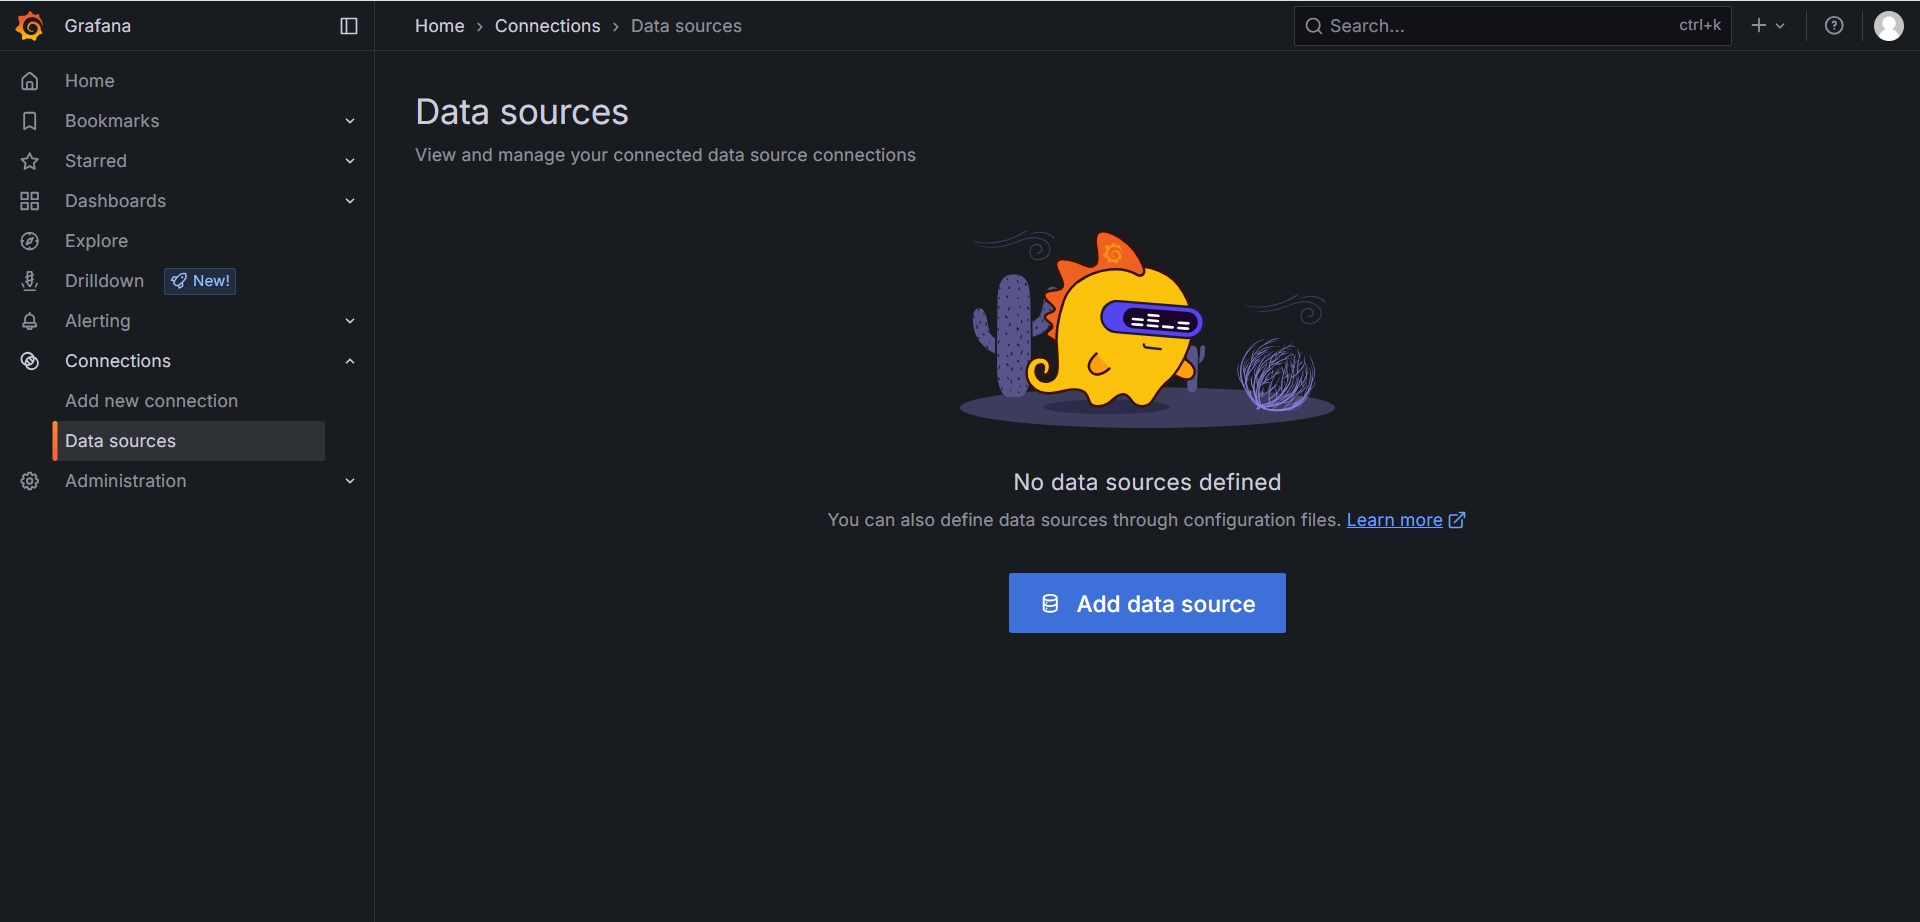 Grafana
Home > Connections > Data sources
Search...
ctrl+k
Home
Bookmarks
Starred
Dashboards
Explore
Drilldown
New!
Alerting
Connections
Add new connection
Data sources
Administration
Data sources
View and manage your connected data source connections
No data sources defined
You can also define data sources through configuration files. Learn more
Add data source